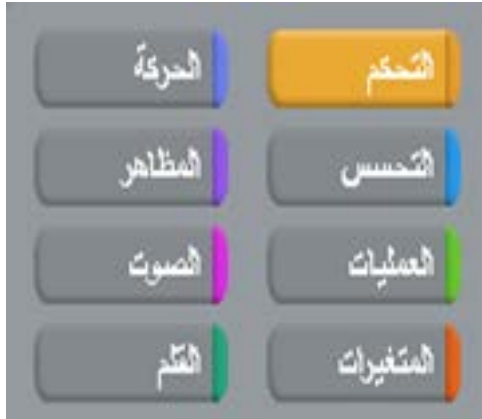 التحكم
الحركة
التحسس
المظاهر
العمليات
الصوت
المتغيرات
القلم